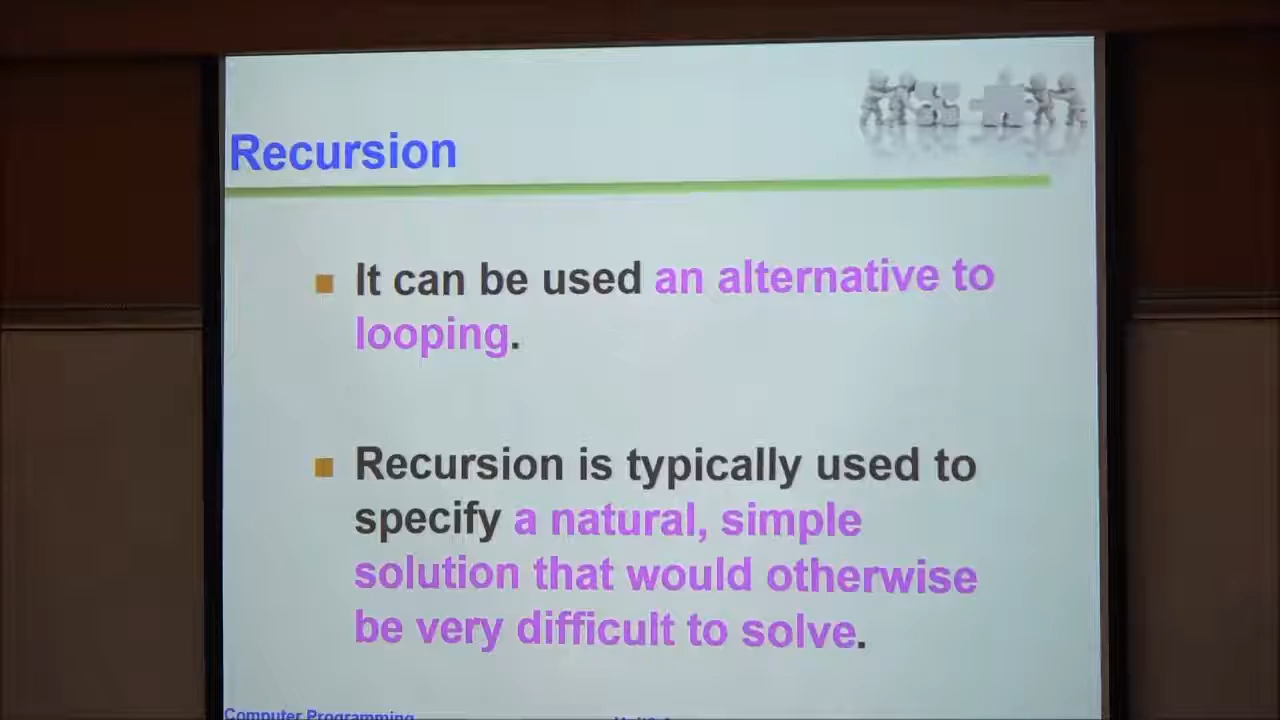 Recursion
It can be used an alternative to
looping.
Recursion is typically used to
specify a natural, simple
solution that would otherwise
be very difficult to solve.
Computer Programming